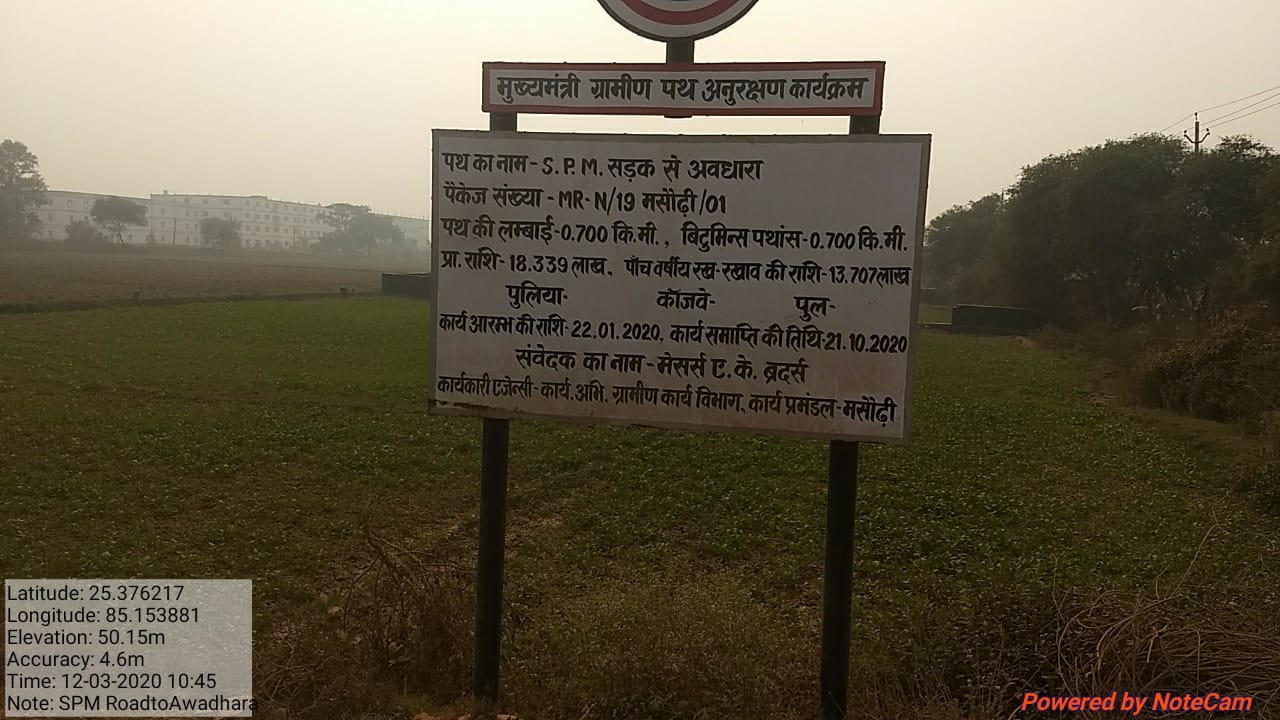 मुख्यमंत्री ग्रामीण पथ अनुरक्षण कार्यक्रम
पथ का नाम - S.P.M. सड़क से अवधारा
पैकेज संख्या - MR-N/19 मसौढ़ी/01
पथ की लम्बाई-0.700 कि.मी., बिटुमिन्स पथांस-0.700 कि.मी.
प्रा. राशि-18.339 लाख, पाँच वर्षीय रख-रखाव की राशि-13.707 लाख
पुलिया- कॉजवे- पुल-
कार्य आरम्भ की राशि-22.01.2020, कार्य समाप्ति की तिथि-21.10.2020
संवेदक का नाम - मेसर्स ए. के. ब्रदर्स
कार्यकारी एजेन्सी-कार्य. अभि. ग्रामीण कार्य विभाग, कार्य प्रमंडल-मसौढ़ी
Latitude: 25.376217
Longitude: 85.153881
Elevation: 50.15m
Accuracy: 4.6m
Time: 12-03-2020 10:45
Note: SPM RoadtoAwadhara
Powered by NoteCam